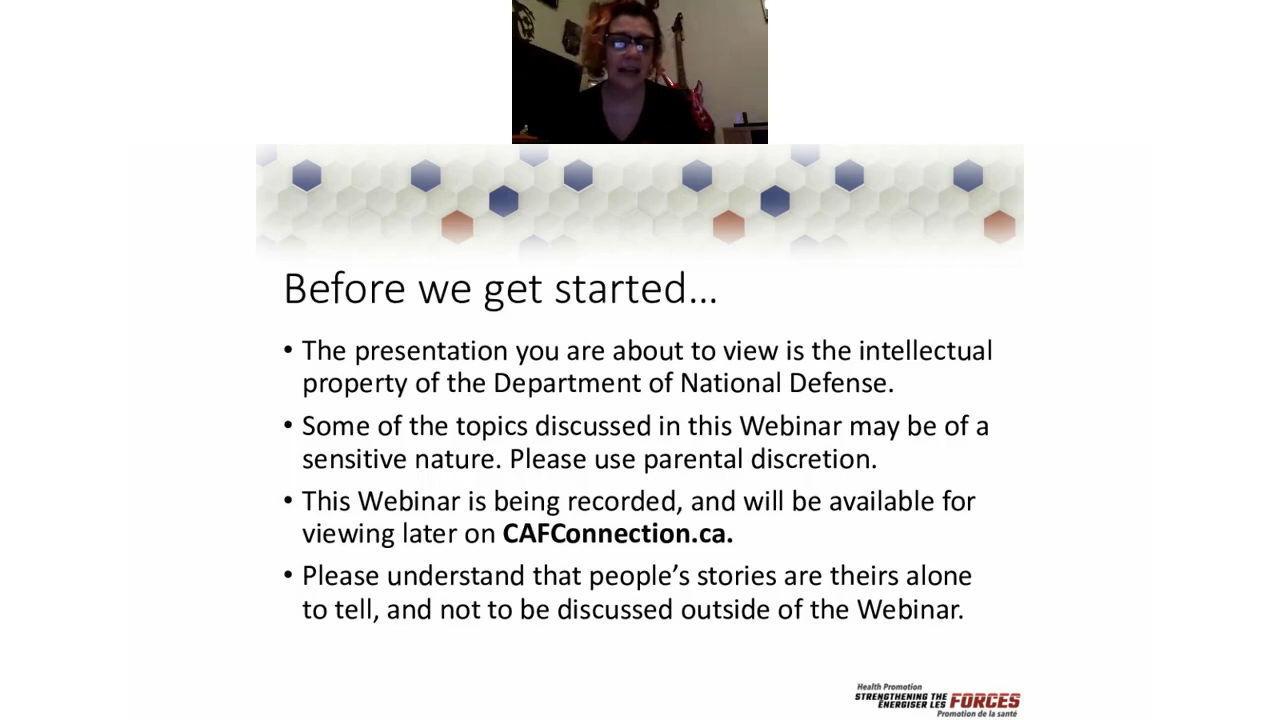 Before we get started…
• The presentation you are about to view is the intellectual
property of the Department of National Defense.
• Some of the topics discussed in this Webinar may be of a
sensitive nature. Please use parental discretion.
• This Webinar is being recorded, and will be available for
viewing later on CAFConnection.ca.
• Please understand that people’s stories are theirs alone
to tell, and not to be discussed outside of the Webinar.
Health Promotion
STRENGTHENING THE FORCES
ÉNERGISER LES
Promotion de la santé